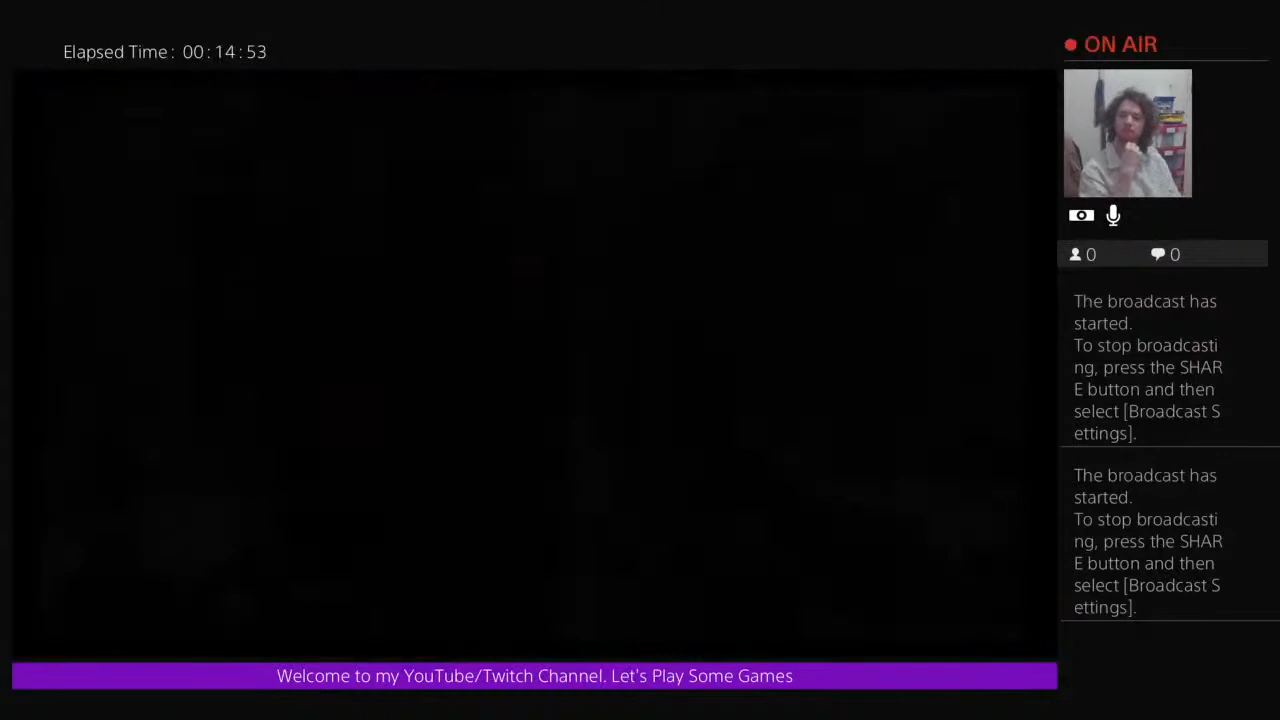 Elapsed Time: 00:14:53
ON AIR
0 0
The broadcast has
started.
To stop broadcasti
ng, press the SHAR
E button and then
select [Broadcast S
ettings].
The broadcast has
started.
To stop broadcasti
ng, press the SHAR
E button and then
select [Broadcast S
ettings].
Welcome to my YouTube/Twitch Channel. Let's Play Some Games